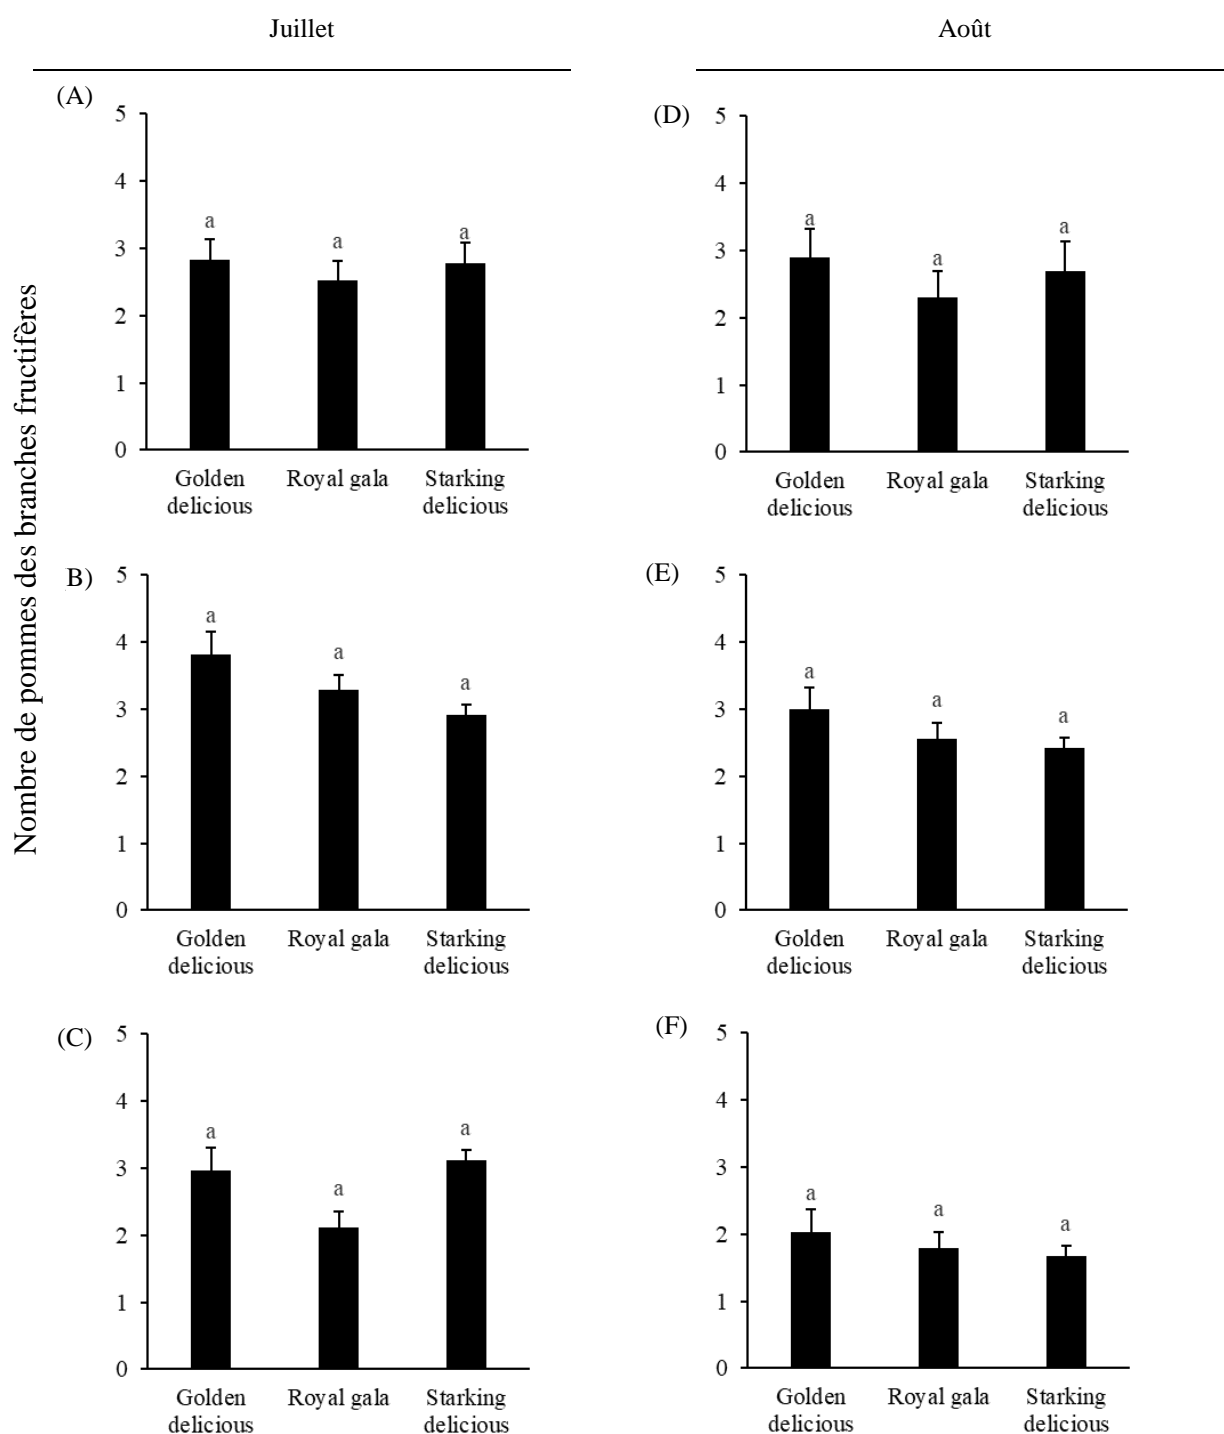 Juillet
Août
Nombre de pommes des branches fructifères
(A)
5
4
3
2
1
0
a
a
a
Golden
delicious
Royal gala
Starking
delicious
(D)
5
4
3
2
1
0
a
a
a
Golden
delicious
Royal gala
Starking
delicious
B)
5
4
3
2
1
0
a
a
a
Golden
delicious
Royal gala
Starking
delicious
(E)
5
4
3
2
1
0
a
a
a
Golden
delicious
Royal gala
Starking
delicious
(C)
5
4
3
2
1
0
a
a
a
Golden
delicious
Royal gala
Starking
delicious
(F)
5
4
3
2
1
0
a
a
a
Golden
delicious
Royal gala
Starking
delicious